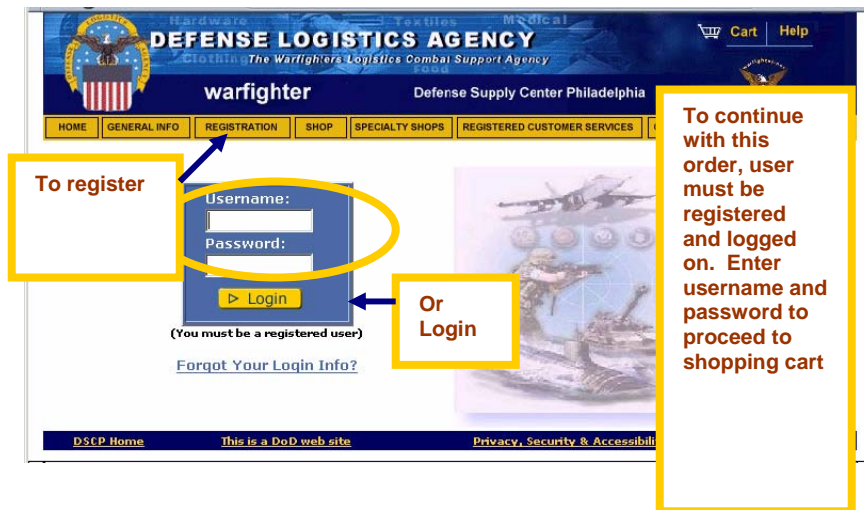 Hardware Textiles Medical
DEFENSE LOGISTICS AGENCY
Clothing The Warfighters Logistics Combat Support Agency
Food
Cart Help
warfighter Defense Supply Center Philadelphia
HOME GENERAL INFO REGISTRATION SHOP SPECIALTY SHOPS REGISTERED CUSTOMER SERVICES
To register
Username:
Password:
Login
(You must be a registered user)
Forgot Your Login Info?
Or
Login
To continue
with this
order, user
must be
registered
and logged
on. Enter
username and
password to
proceed to
shopping cart
DSCP Home This is a DoD web site Privacy, Security & Accessibili